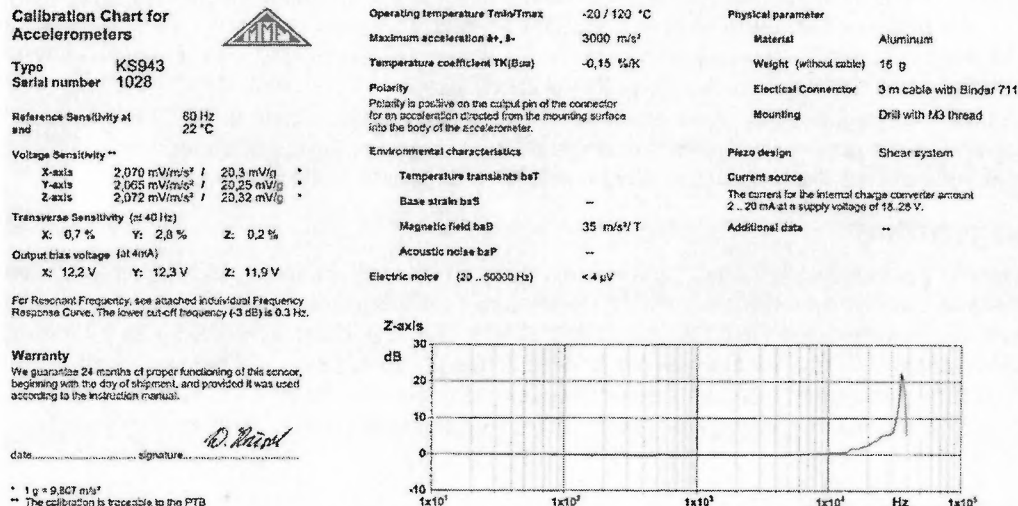 Calibration Chart for
Accelerometers
MMM
Typo KS943
Serial number 1028
Reference Sensitivity at 80 Hz
and 22 °C
Voltage Sensitivity **
X-axis 2,070 mV/m/s² / 20,3 mV/g *
Y-axis 2,065 mV/m/s² / 20,25 mV/g *
Z-axis 2,072 mV/m/s² / 20,32 mV/g *
Transverse Sensitivity (at 40 Hz)
X: 0,7 % Y: 2,8 % Z: 0,2 %
Output bias voltage (at 4mA)
X: 12,2 V Y: 12,3 V Z: 11,9 V
For Resonant Frequency, see attached individual Frequency
Response Curve. The lower cut-off frequency (-3 dB) is 0.3 Hz.
Warranty
We guarantee 24 months of proper functioning of this sensor,
beginning with the day of shipment, and provided it was used
according to the instruction manual.
date signature
* 1 g = 9,807 m/s²
** The calibration is traceable to the PTB
Operating temperature Tmin/Tmax -20 / 120 °C
Maximum acceleration â+, â- 3000 m/s²
Temperature coefficient TK(Bua) -0,15 %/K
Polarity
Polarity is positive on the output pin of the connector
for an acceleration directed from the mounting surface
into the body of the accelerometer.
Environmental characteristics
Temperature transients baT
Base strain baS --
Magnetic field baB 35 m/s²/ T
Acoustic noise baP --
Electric noice (20 .. 50000 Hz) < 4 µV
Physical parameter
Material Aluminum
Weight (without cable) 16 g
Electical Connerctor 3 m cable with Binder 711
Mounting Drill with M3 thread
Piezo design Shear system
Current source
The current for the internal charge converter amount
2 .. 20 mA at a supply voltage of 18..28 V.
Additional data --
Z-axis
dB
30
20
10
0
-10
1x10¹ 1x10² 1x10³ 1x10⁴ Hz 1x10⁵